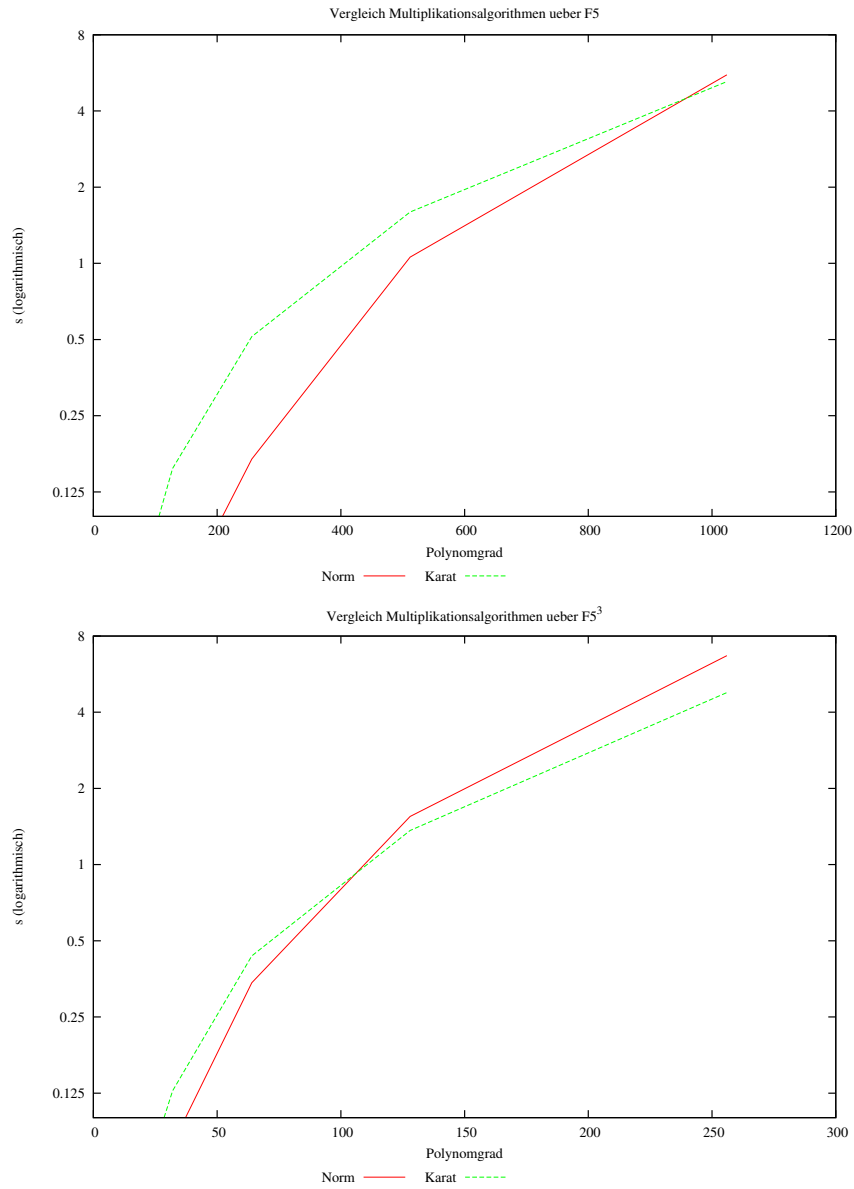 Vergleich Multiplikationsalgorithmen ueber F5
8
4
2
1
0.5
0.25
0.125
s (logarithmisch)
0 200 400 600 800 1000 1200
Polynomgrad
Norm Karat
Vergleich Multiplikationsalgorithmen ueber F5³
8
4
2
1
0.5
0.25
0.125
s (logarithmisch)
0 50 100 150 200 250 300
Polynomgrad
Norm Karat